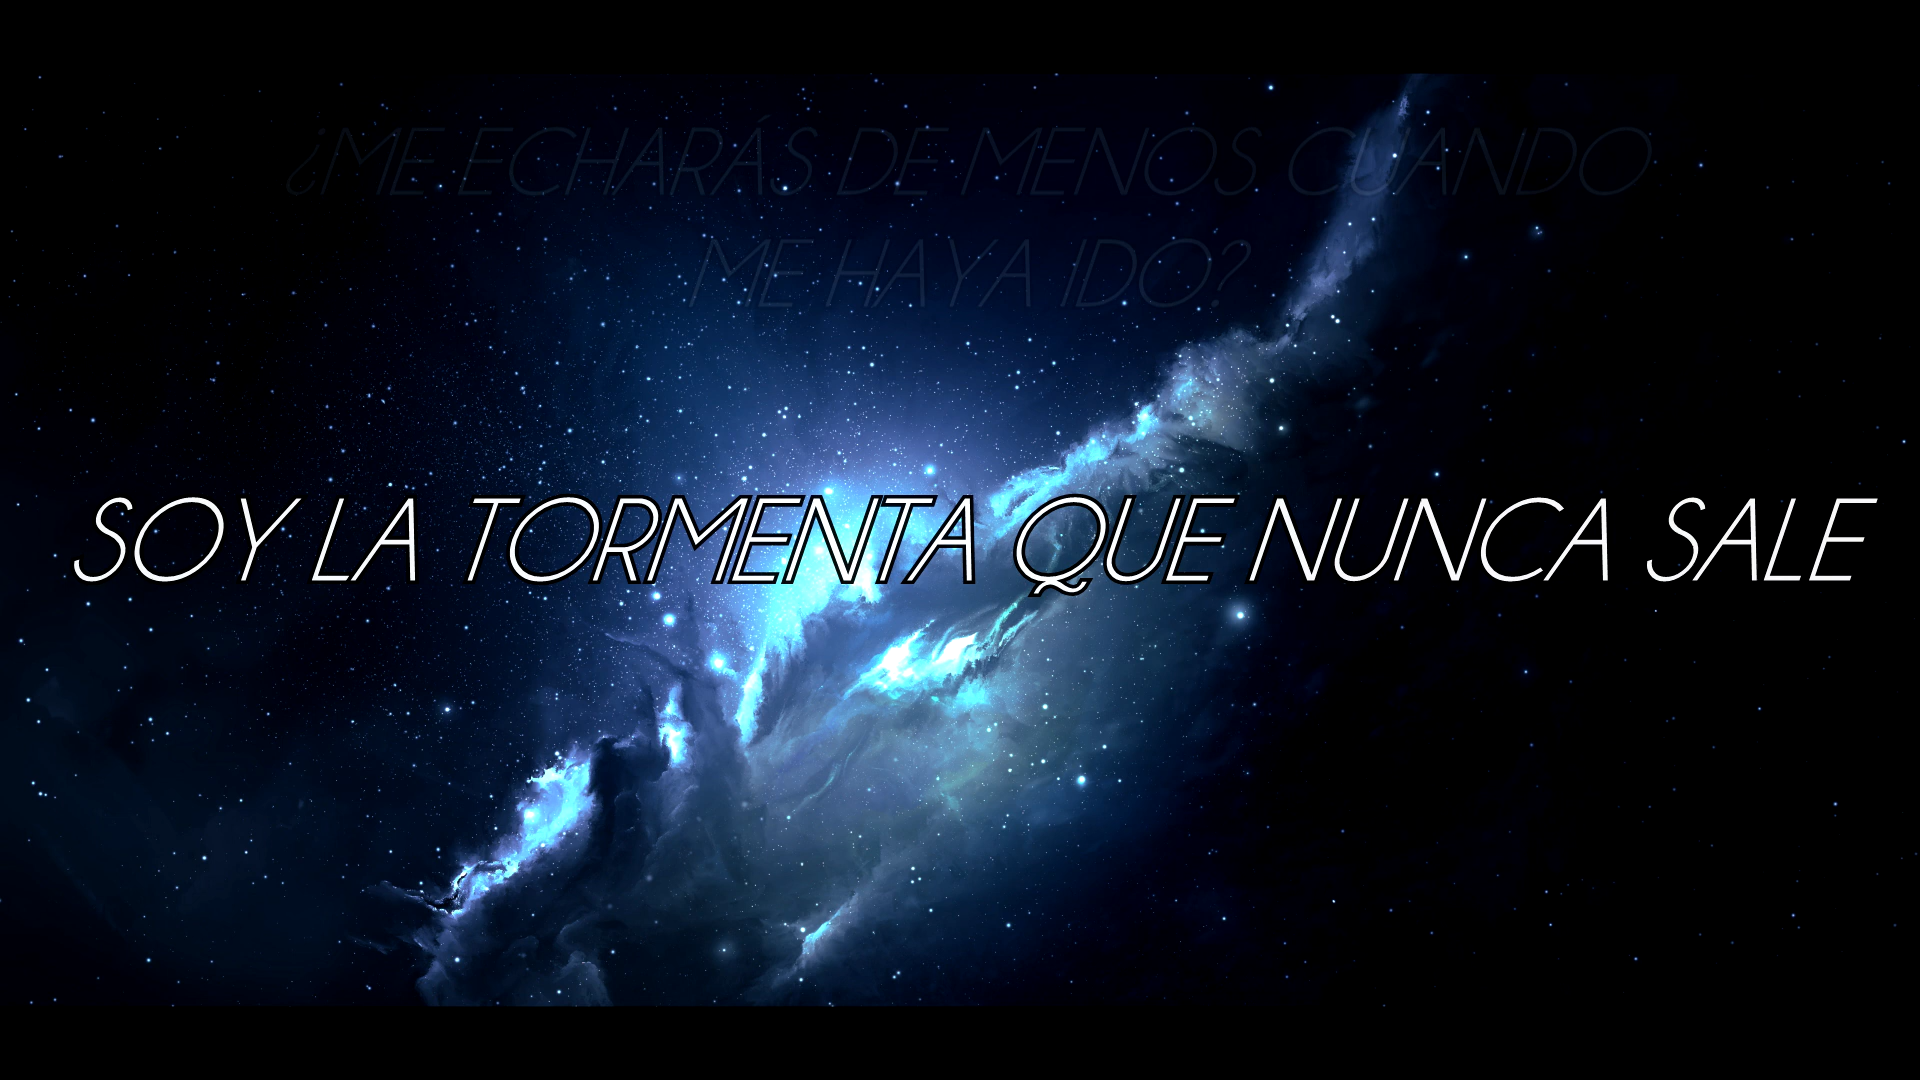 ¿ME ECHARÁS DE MENOS CUANDO
ME HAYA IDO?
SOY LA TORMENTA QUE NUNCA SALE